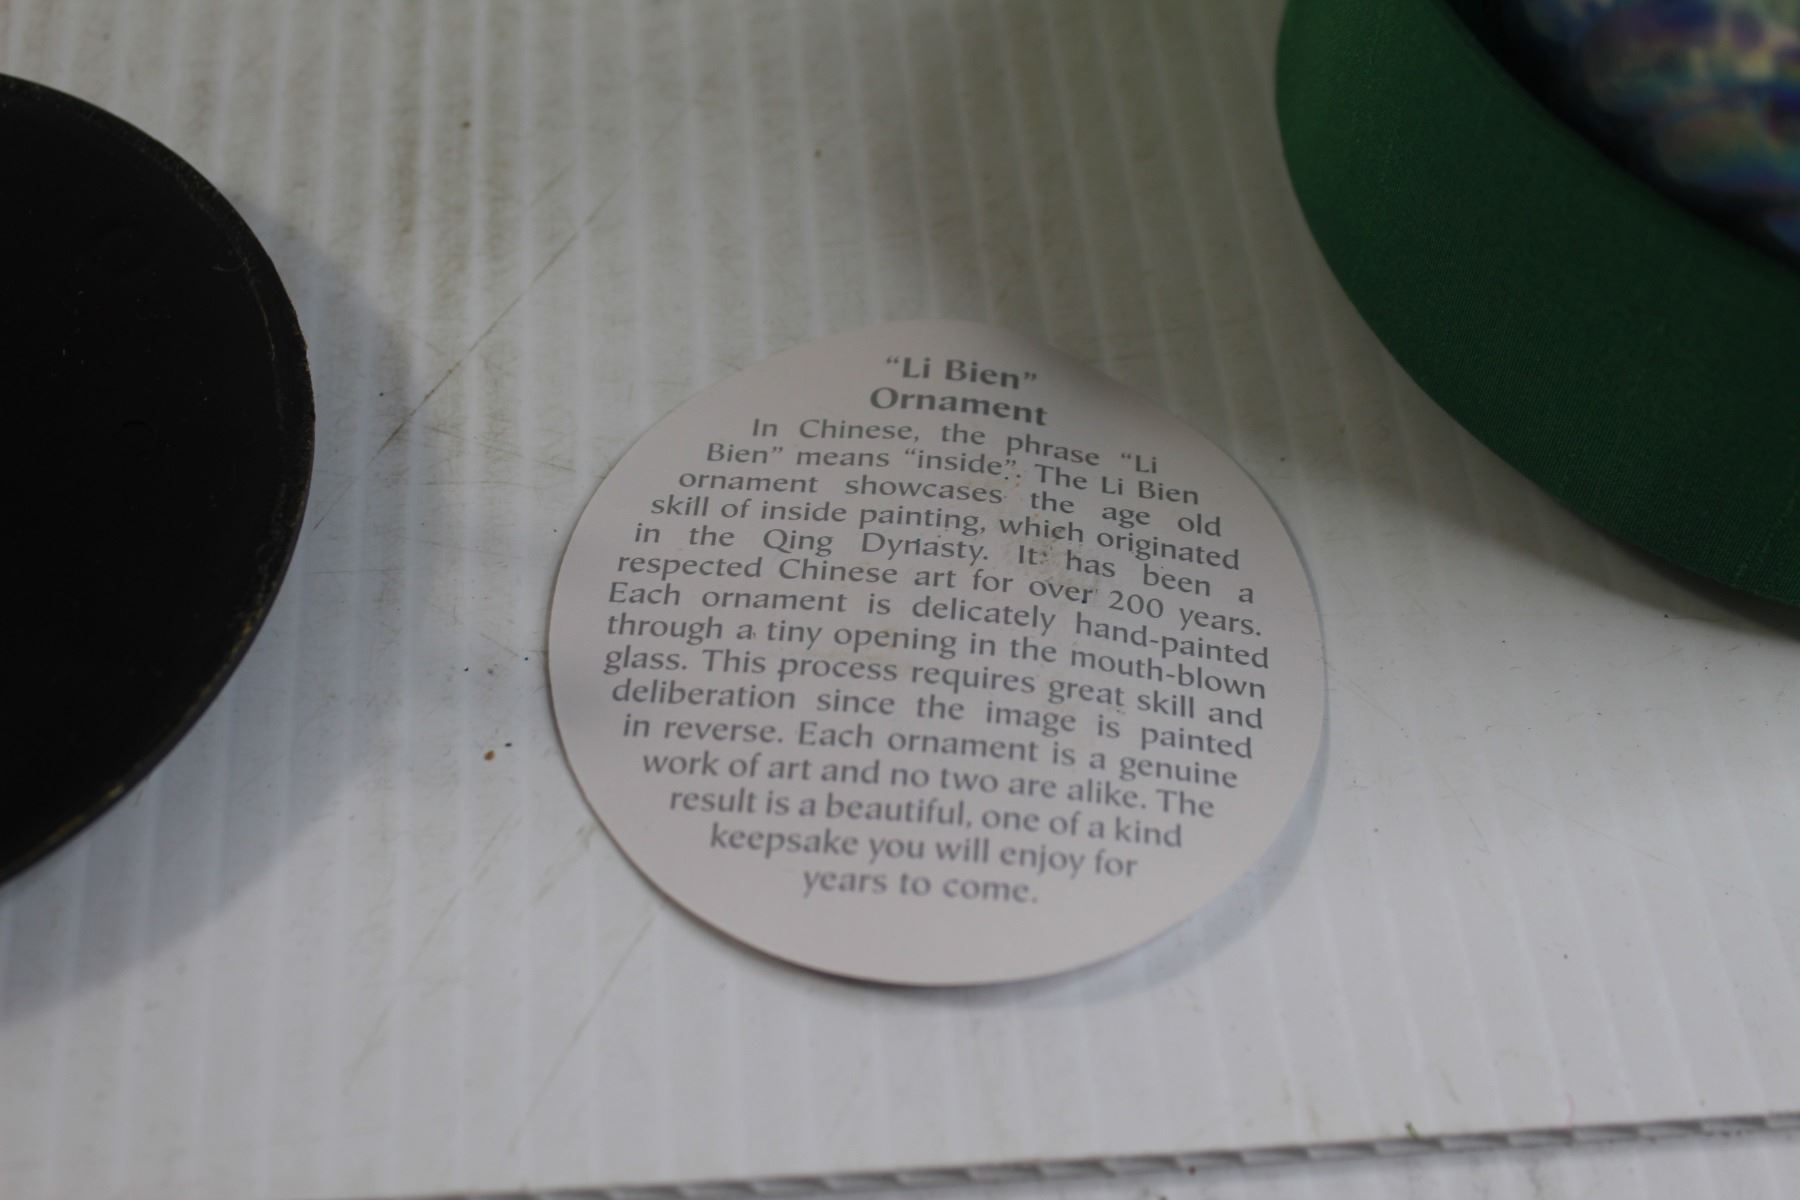 “Li Bien”
Ornament
In Chinese, the phrase “Li
Bien” means “inside”. The Li Bien
ornament showcases the age old
skill of inside painting, which originated
in the Qing Dynasty. It has been a
respected Chinese art for over 200 years.
Each ornament is delicately hand-painted
through a tiny opening in the mouth-blown
glass. This process requires great skill and
deliberation since the image is painted
in reverse. Each ornament is a genuine
work of art and no two are alike. The
result is a beautiful, one of a kind
keepsake you will enjoy for
years to come.